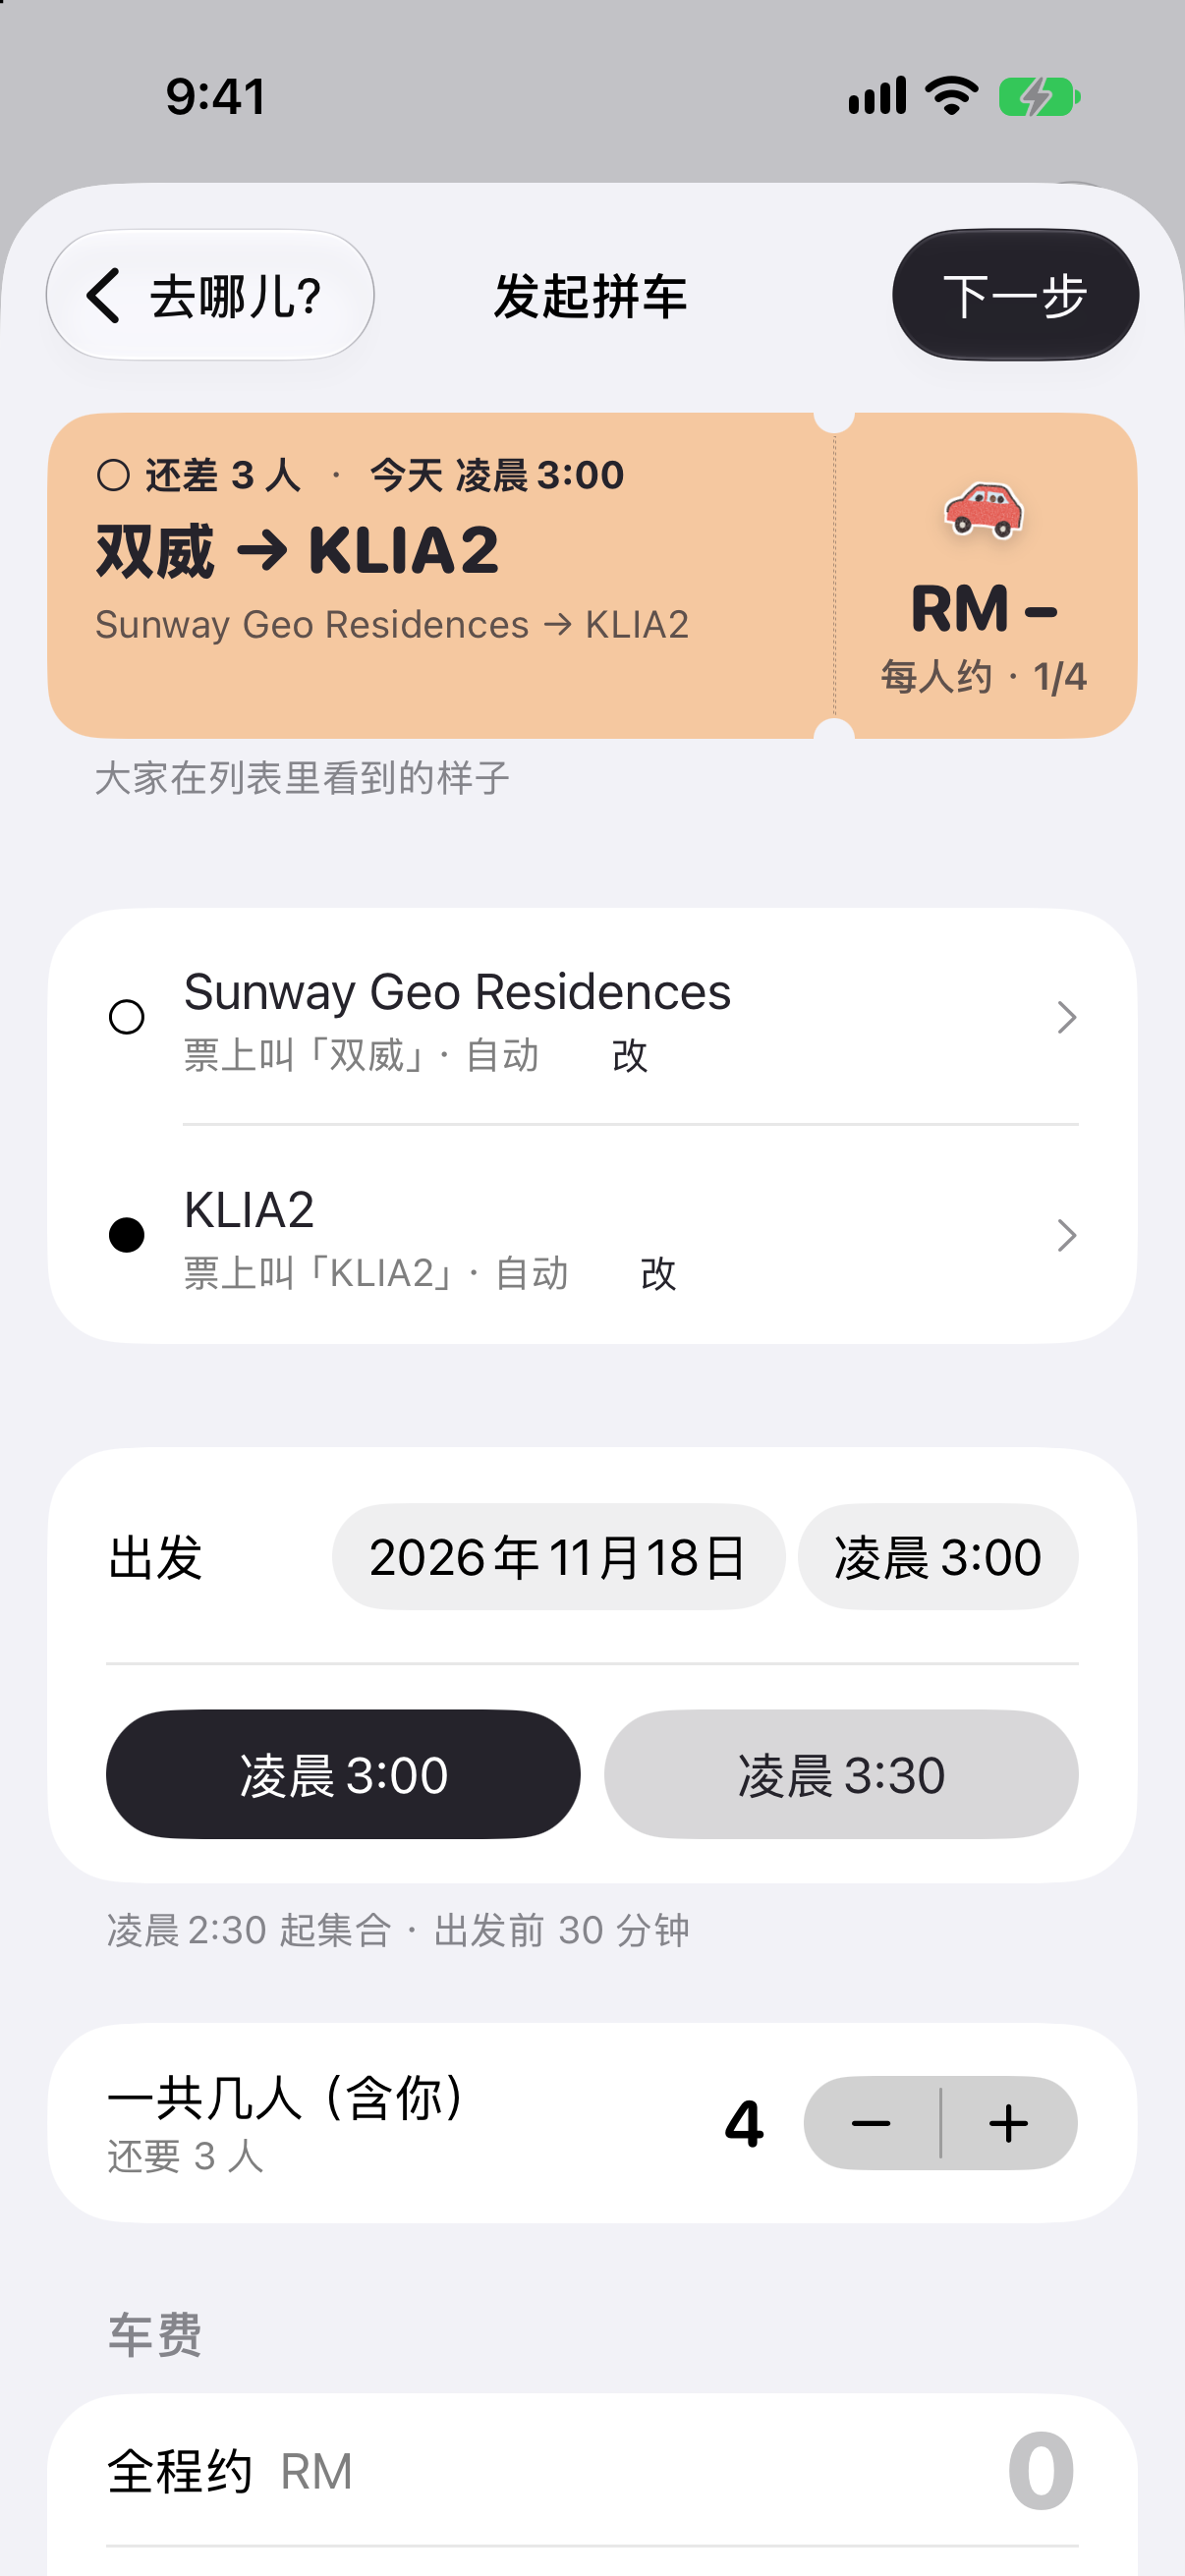 9:41
去哪儿?
发起拼车
下一步
还差 3 人 · 今天 凌晨 3:00
双威 → KLIA2
Sunway Geo Residences → KLIA2
RM –
每人约 · 1/4
大家在列表里看到的样子
Sunway Geo Residences
票上叫「双威」· 自动 改
KLIA2
票上叫「KLIA2」· 自动 改
出发 2026年11月18日 凌晨 3:00
凌晨 3:00 凌晨 3:30
凌晨 2:30 起集合 · 出发前 30 分钟
一共几人（含你）
还要 3 人
4
车费
全程约 RM 0